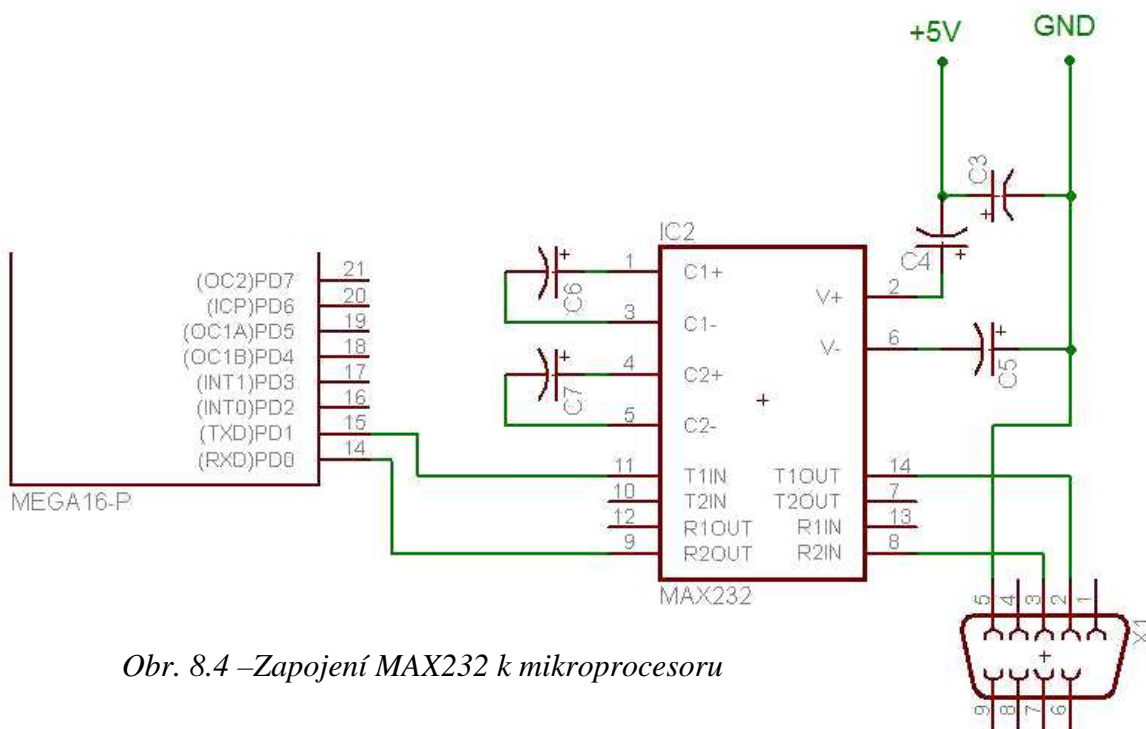 +5V
GND
C3
C4
C5
C6
C7
IC2
1
C1+
3
C1-
4
C2+
5
C2-
11
T1IN
10
T2IN
12
R1OUT
9
R2OUT
V+
2
V-
6
T1OUT
14
T2OUT
7
R1IN
13
R2IN
8
MAX232
(OC2)PD7
21
(ICP)PD6
20
(OC1A)PD5
19
(OC1B)PD4
18
(INT1)PD3
17
(INT0)PD2
16
(TXD)PD1
15
(RXD)PD0
14
MEGA16-P
5
4
3
2
1
X1
9
8
7
6
Obr. 8.4 –Zapojení MAX232 k mikroprocesoru